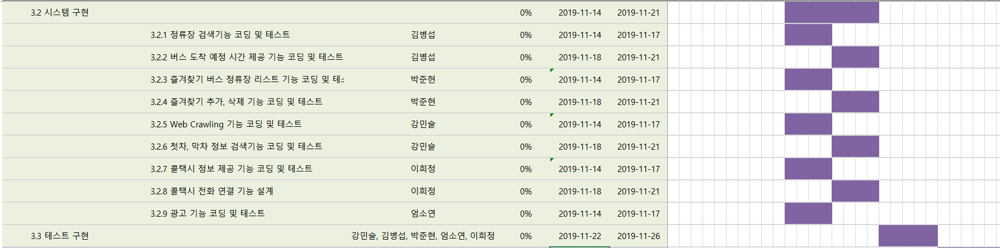 3.2 시스템 구현 0% 2019-11-14 2019-11-21
3.2.1 정류장 검색기능 코딩 및 테스트 김병섭 0% 2019-11-14 2019-11-17
3.2.2 버스 도착 예정 시간 제공 기능 코딩 및 테스트 김병섭 0% 2019-11-18 2019-11-21
3.2.3 즐겨찾기 버스 정류장 리스트 기능 코딩 및 박준현 0% 2019-11-14 2019-11-17
3.2.4 즐겨찾기 추가, 삭제 기능 코딩 및 테스트 박준현 0% 2019-11-18 2019-11-21
3.2.5 Web Crawling 기능 코딩 및 테스트 강민슬 0% 2019-11-14 2019-11-17
3.2.6 첫차, 막차 정보 검색기능 코딩 및 테스트 강민슬 0% 2019-11-18 2019-11-21
3.2.7 콜택시 정보 제공 기능 코딩 및 테스트 이희정 0% 2019-11-14 2019-11-17
3.2.8 콜택시 전화 연결 기능 설계 이희정 0% 2019-11-18 2019-11-21
3.2.9 광고 기능 코딩 및 테스트 엄소연 0% 2019-11-14 2019-11-17
3.3 테스트 구현 강민슬, 김병섭, 박준현, 엄소연, 이희정 0% 2019-11-22 2019-11-26